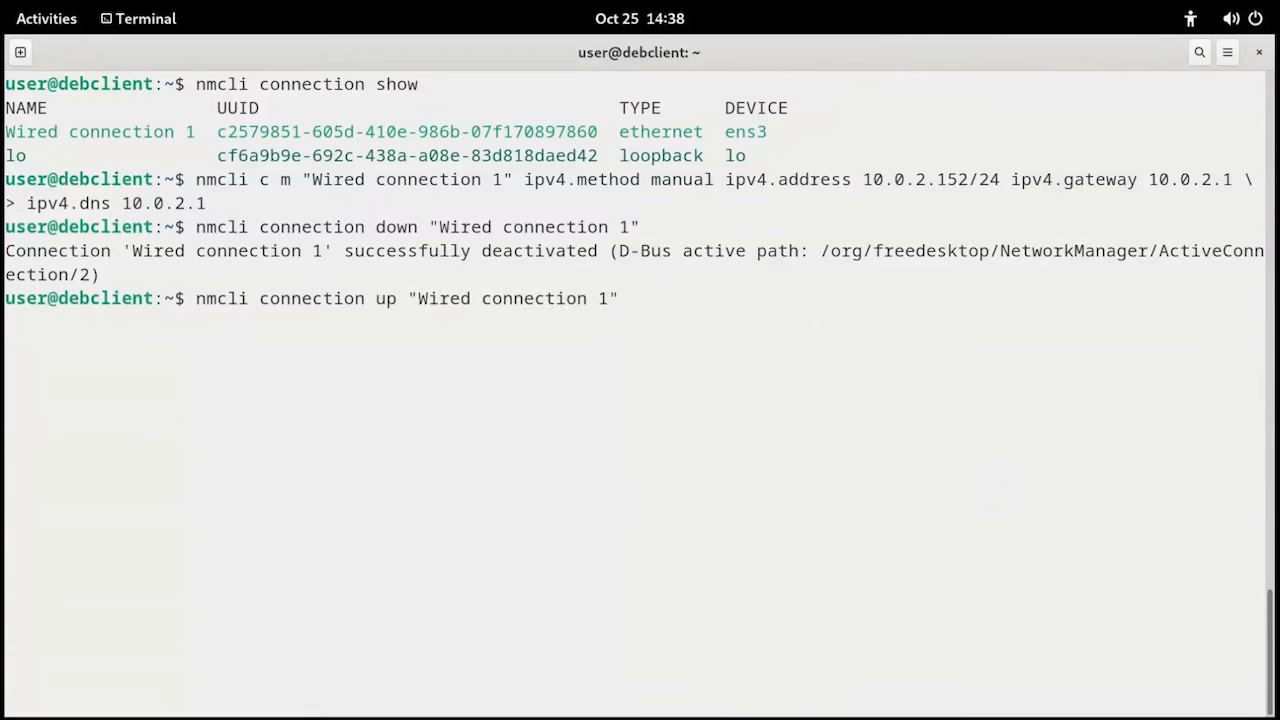 Activities Terminal Oct 25 14:38
user@debclient: ~
user@debclient:~$ nmcli connection show
NAME UUID TYPE DEVICE
Wired connection 1 c2579851-605d-410e-986b-07f170897860 ethernet ens3
lo cf6a9b9e-692c-438a-a08e-83d818daed42 loopback lo
user@debclient:~$ nmcli c m "Wired connection 1" ipv4.method manual ipv4.address 10.0.2.152/24 ipv4.gateway 10.0.2.1 \
> ipv4.dns 10.0.2.1
user@debclient:~$ nmcli connection down "Wired connection 1"
Connection 'Wired connection 1' successfully deactivated (D-Bus active path: /org/freedesktop/NetworkManager/ActiveConn
ection/2)
user@debclient:~$ nmcli connection up "Wired connection 1"